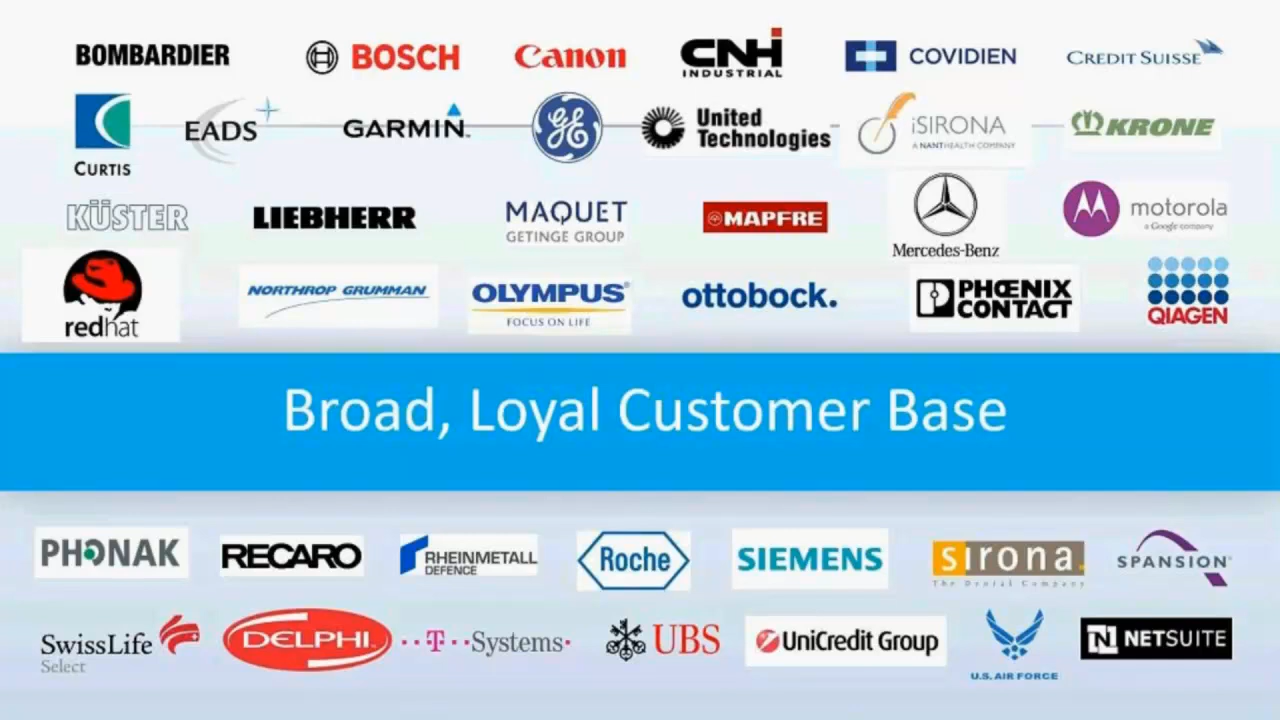 BOMBARDIER
BOSCH
Canon
CNH
INDUSTRIAL
COVIDIEN
CREDIT SUISSE
CURTIS
EADS
GARMIN
GE
United
Technologies
iSIRONA
A NANTHEALTH COMPANY
KRONE
KÜSTER
LIEBHERR
MAQUET
GETINGE GROUP
MAPFRE
Mercedes-Benz
motorola
a Google company
redhat
NORTHROP GRUMMAN
OLYMPUS
FOCUS ON LIFE
ottobock.
PHŒNIX
CONTACT
QIAGEN
Broad, Loyal Customer Base
PHONAK
RECARO
RHEINMETALL
DEFENCE
Roche
SIEMENS
sirona.
The Dental Company
SPANSION
SwissLife
Select
DELPHI
··T··Systems·
UBS
UniCredit Group
U.S. AIR FORCE
N NETSUITE